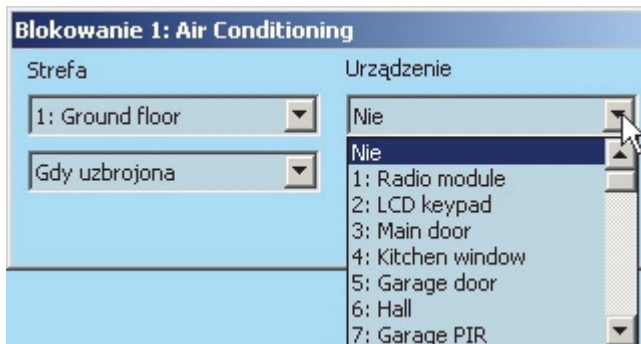 Blokowanie 1: Air Conditioning
Strefa
Urządzenie
1: Ground floor
Nie
Gdy uzbrojona
Nie
1: Radio module
2: LCD keypad
3: Main door
4: Kitchen window
5: Garage door
6: Hall
7: Garage PIR